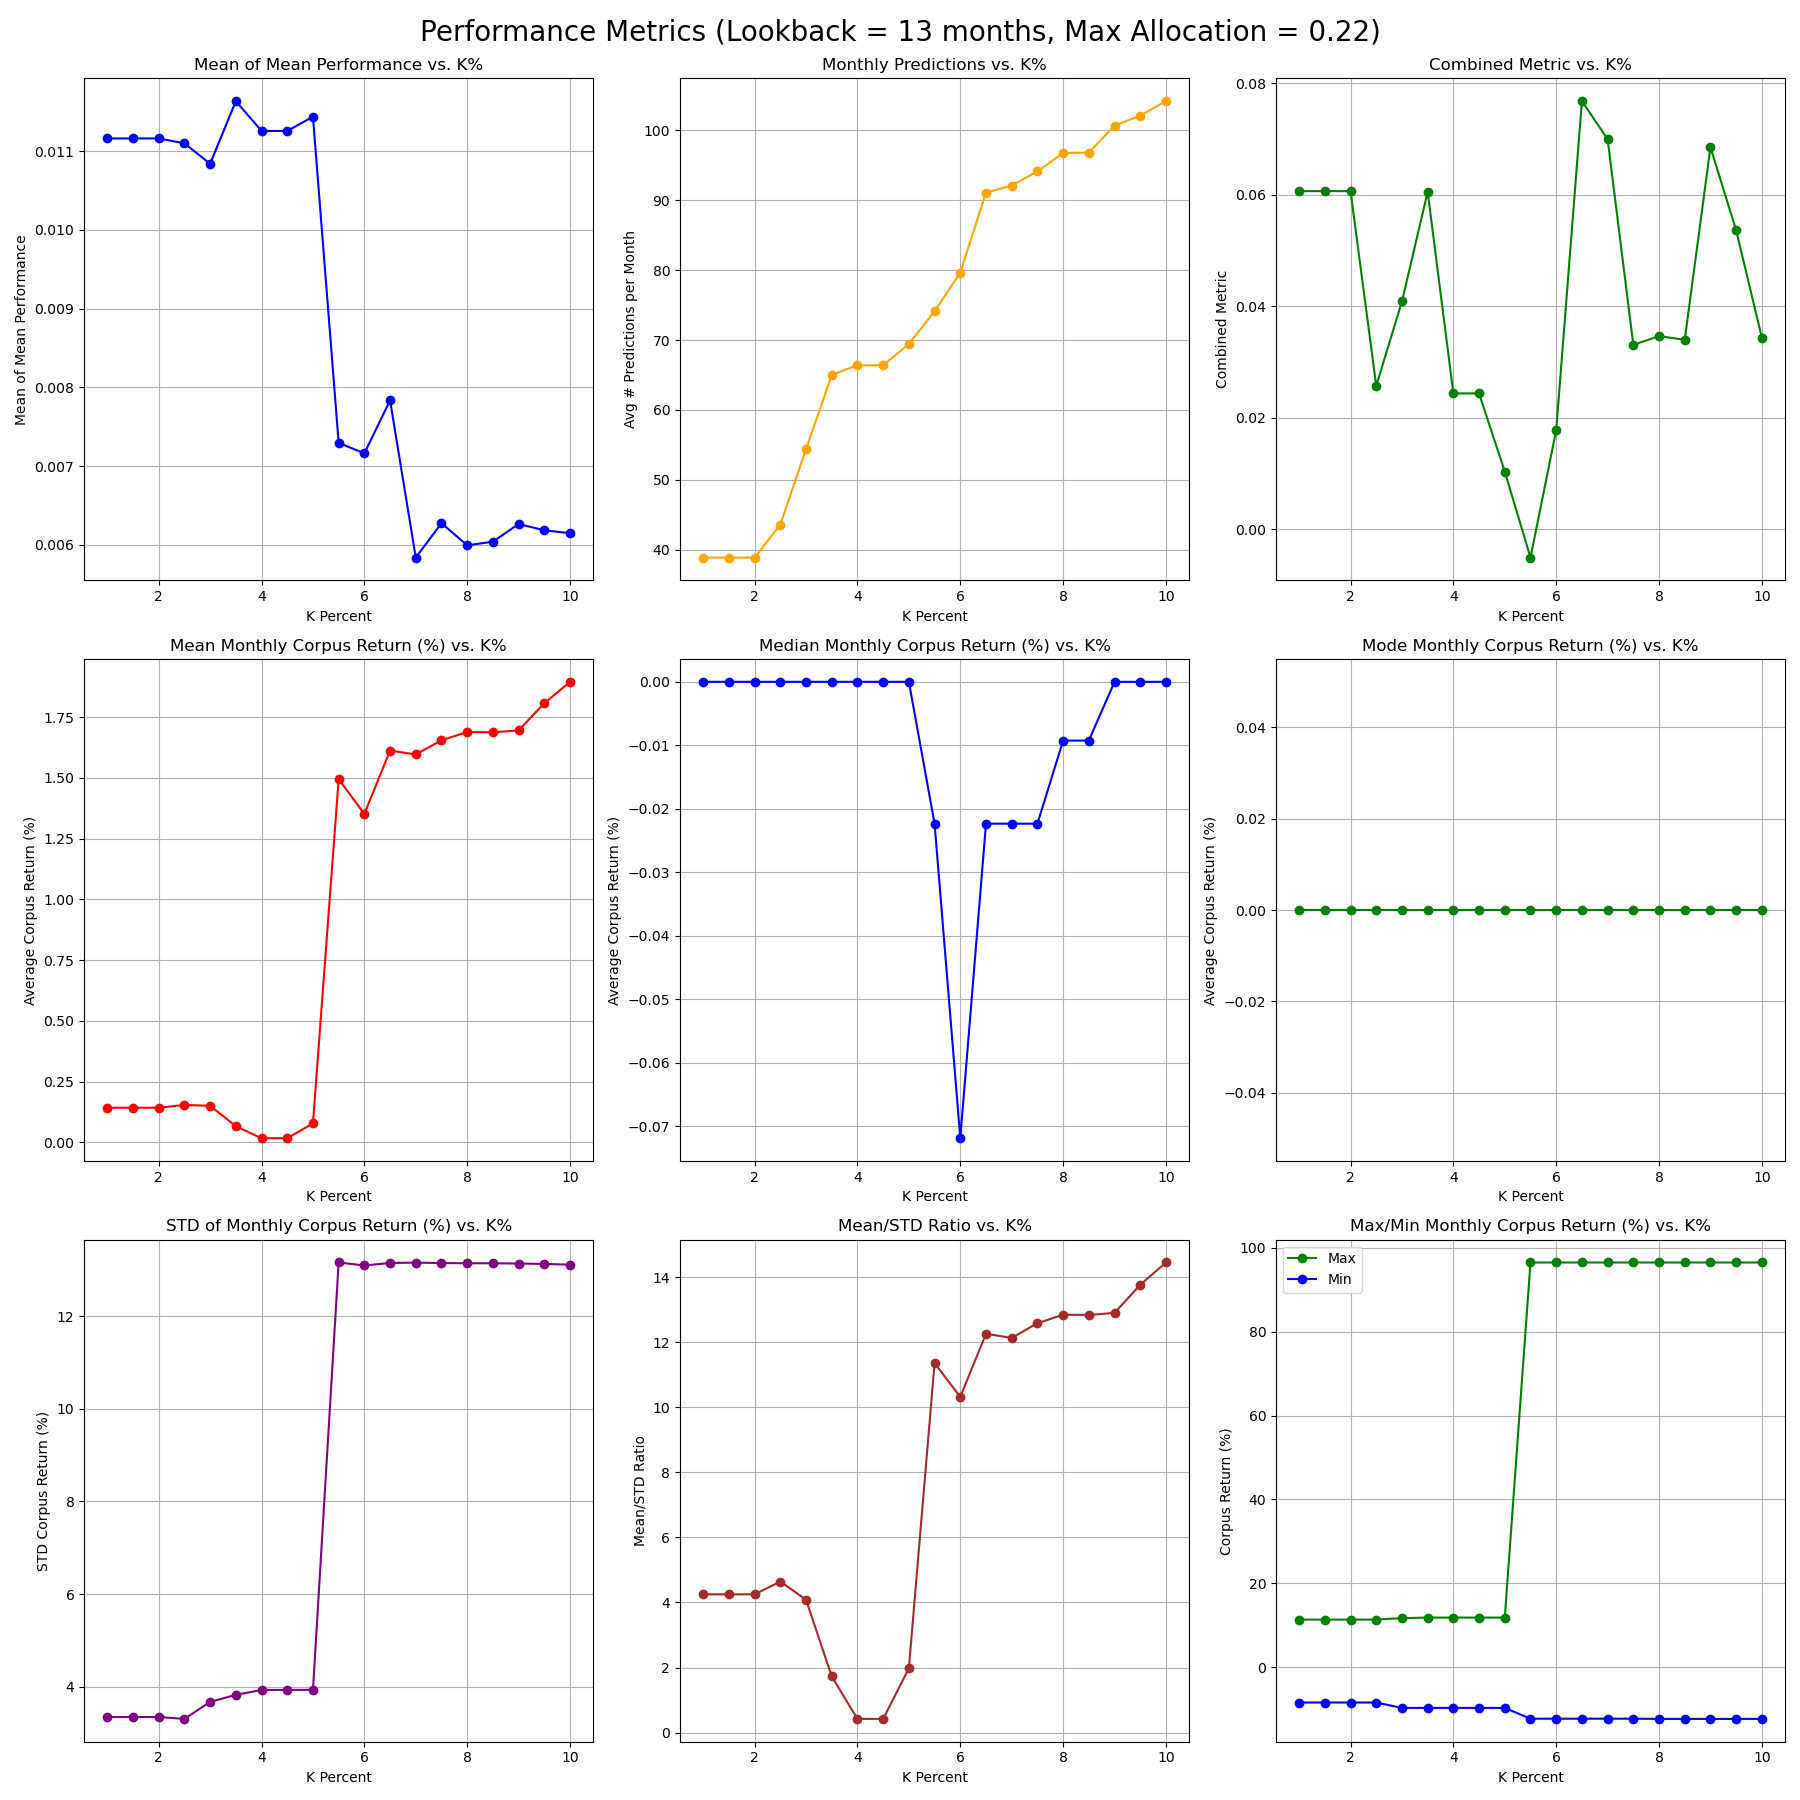 Performance Metrics (Lookback = 13 months, Max Allocation = 0.22)
Mean of Mean Performance vs. K%
0.011
0.010
0.009
0.008
0.007
0.006
Mean of Mean Performance
2 4 6 8 10
K Percent
Monthly Predictions vs. K%
100
90
80
70
60
50
40
Avg # Predictions per Month
2 4 6 8 10
K Percent
Combined Metric vs. K%
0.08
0.06
0.04
0.02
0.00
Combined Metric
2 4 6 8 10
K Percent
Mean Monthly Corpus Return (%) vs. K%
1.75
1.50
1.25
1.00
0.75
0.50
0.25
0.00
Average Corpus Return (%)
2 4 6 8 10
K Percent
Median Monthly Corpus Return (%) vs. K%
0.00
−0.01
−0.02
−0.03
−0.04
−0.05
−0.06
−0.07
Average Corpus Return (%)
2 4 6 8 10
K Percent
Mode Monthly Corpus Return (%) vs. K%
0.04
0.02
0.00
−0.02
−0.04
Average Corpus Return (%)
2 4 6 8 10
K Percent
STD of Monthly Corpus Return (%) vs. K%
12
10
8
6
4
STD Corpus Return (%)
2 4 6 8 10
K Percent
Mean/STD Ratio vs. K%
14
12
10
8
6
4
2
0
Mean/STD Ratio
2 4 6 8 10
K Percent
Max/Min Monthly Corpus Return (%) vs. K%
Max
Min
100
80
60
40
20
0
Corpus Return (%)
2 4 6 8 10
K Percent